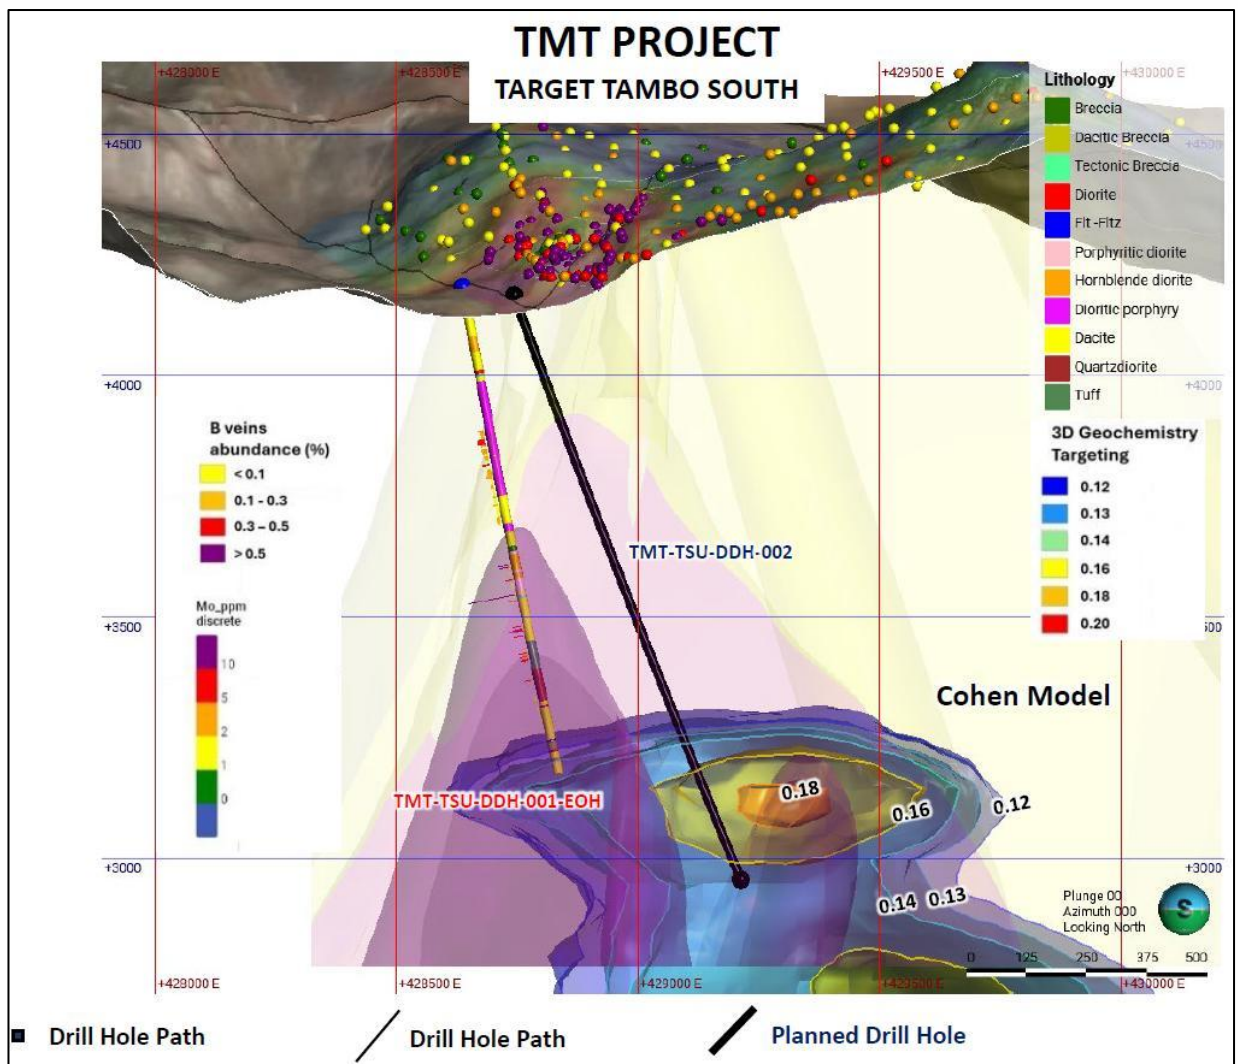 TMT PROJECT
TARGET TAMBO SOUTH
+428000 E
+428500 E
+429500 E
+430000 E
Lithology
Breccia
Dacitic Breccia
Tectonic Breccia
Diorite
Flt -Fltz
Porphyritic diorite
Hornblende diorite
Dioritic porphyry
Dacite
Quartzdiorite
Tuff
+4500
+4500
+4000
+4000
B veins
abundance (%)
< 0.1
0.1 - 0.3
0.3 – 0.5
> 0.5
3D Geochemistry
Targeting
0.12
0.13
0.14
0.16
0.18
0.20
TMT-TSU-DDH-002
+3500
500
Mo_ppm
discrete
10
5
2
1
0
Cohen Model
TMT-TSU-DDH-001-EOH
0.18
0.16
0.12
+3000
+3000
0.14
0.13
Plunge 00
Azimuth 000
Looking North
S
0
125
250
375
500
+428000 E
+428500 E
+429000 E
+429500 E
+430000 E
Drill Hole Path
Drill Hole Path
Planned Drill Hole